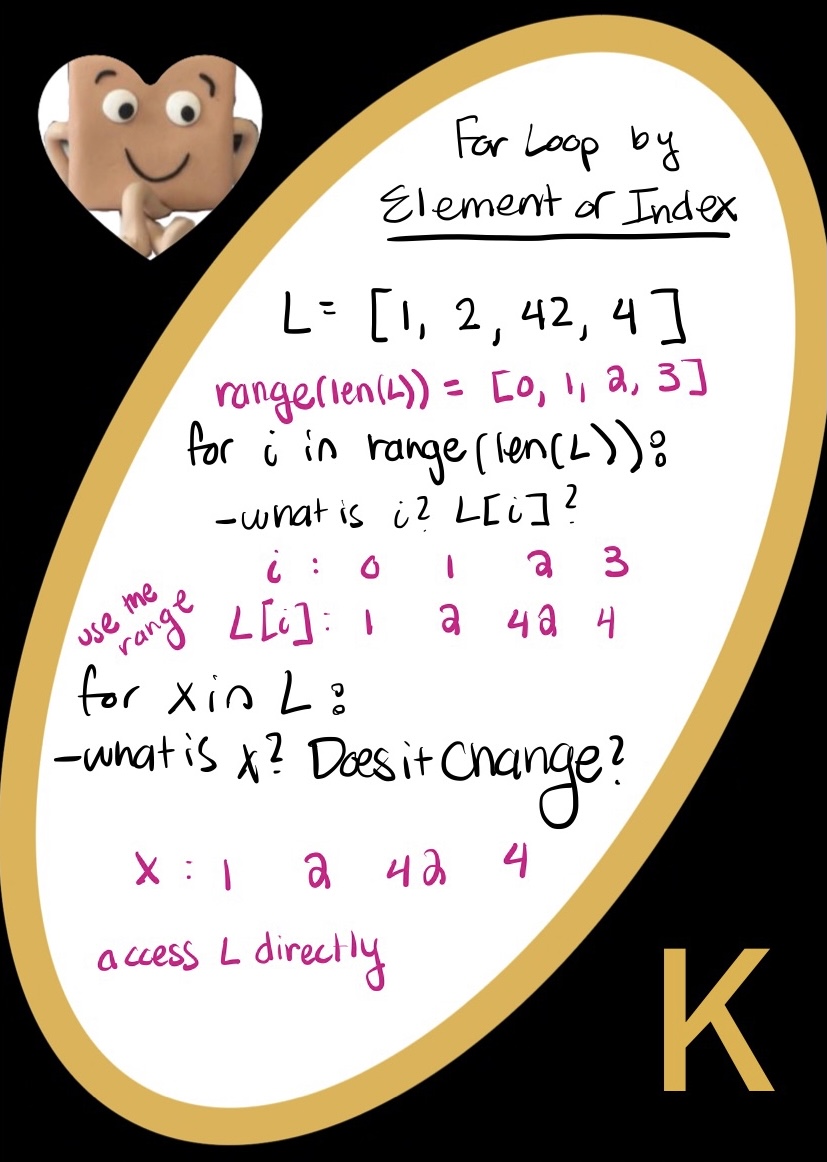 For Loop by
Element or Index
L= [1, 2, 42, 4]
range(len(L)) = [0, 1, 2, 3]
for i in range(len(L)):
-what is i? L[i]?
i : 0 1 2 3
use the
range
L[i]: 1 2 42 4
for x in L:
-what is x? Does it change?
x : 1 2 42 4
access L directly
K